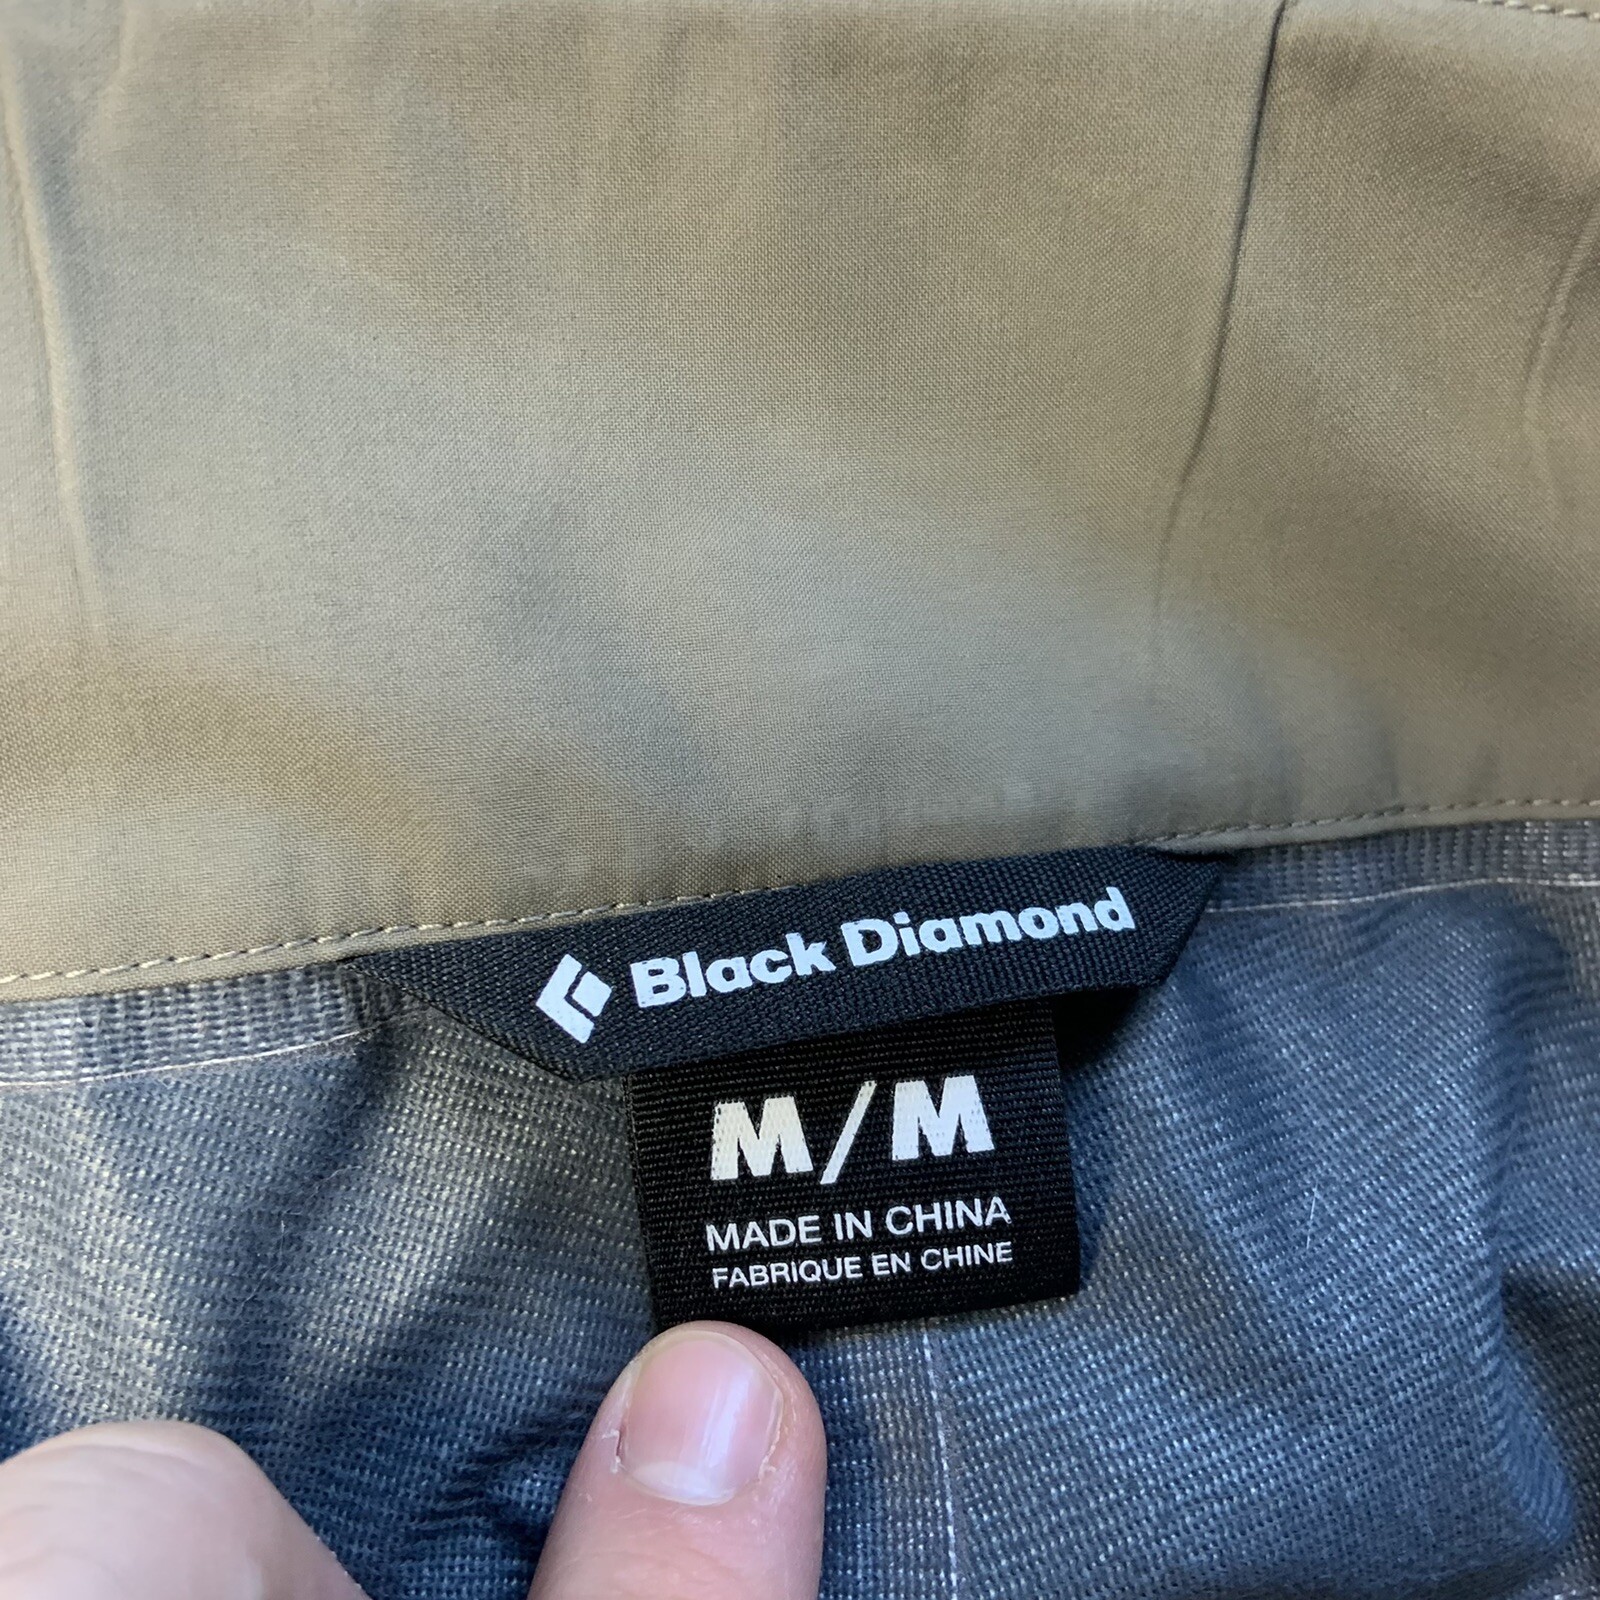 Black Diamond
M/M
MADE IN CHINA
FABRIQUE EN CHINE